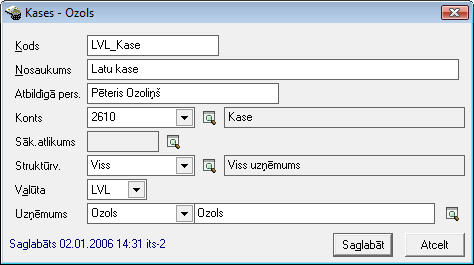 Kases - Ozols
Kods LVL_Kase
Nosaukums Latu kase
Atbildīgā pers. Pēteris Ozoliņš
Konts 2610 Kase
Sāk.atlikums
Struktūrv. Viss Viss uzņēmums
Valūta LVL
Uzņēmums Ozols Ozols
Saglabāts 02.01.2006 14:31 its-2 Saglabāt Atcelt